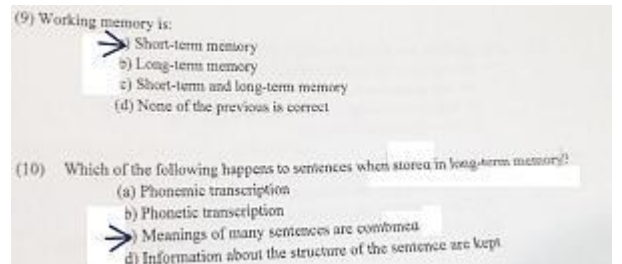 (9) Working memory is:
) Short-term memory
b) Long-term memory
c) Short-term and long-term memory
(d) None of the previous is correct
(10) Which of the following happens to sentences when stored in long-term memory?
(a) Phonemic transcription
b) Phonetic transcription
) Meanings of many sentences are combined
d) Information about the structure of the sentence are kept